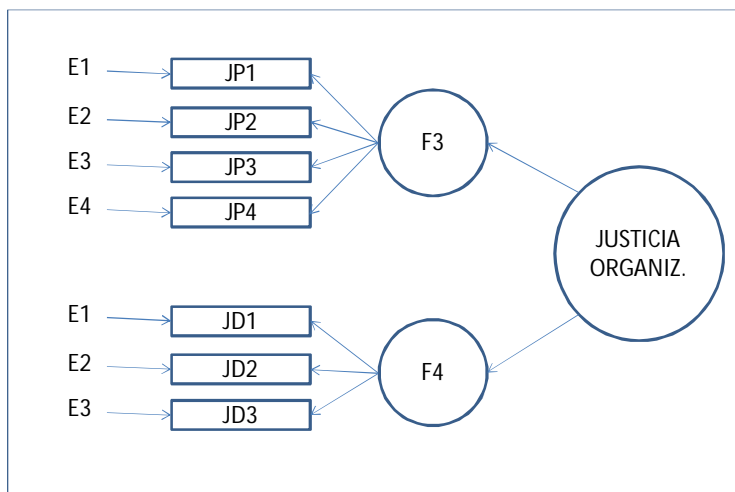 E1
JP1
E2
JP2
E3
JP3
E4
JP4
F3
JUSTICIA
ORGANIZ.
E1
JD1
E2
JD2
E3
JD3
F4